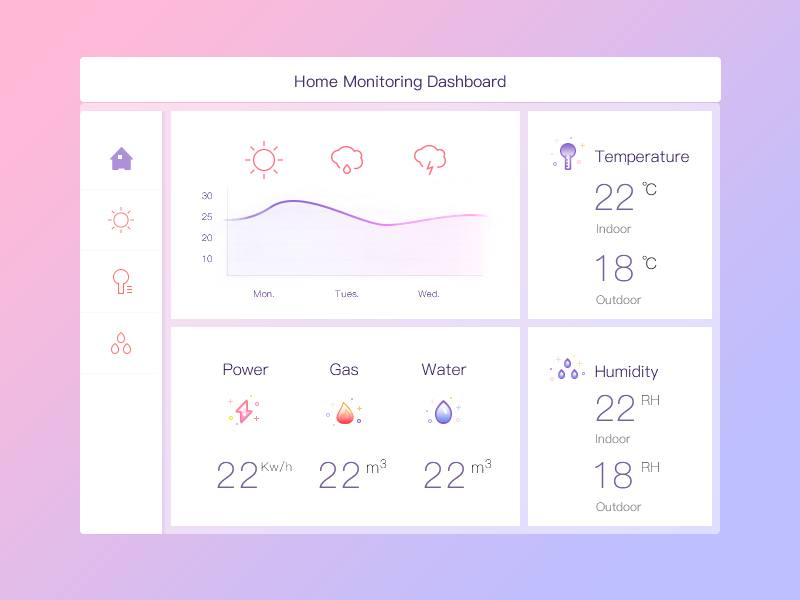 Home Monitoring Dashboard
30
25
20
10
Mon. Tues. Wed.
Temperature
22 ℃
Indoor
18 ℃
Outdoor
Power Gas Water
22 Kw/h 22 m³ 22 m³
Humidity
22 RH
Indoor
18 RH
Outdoor